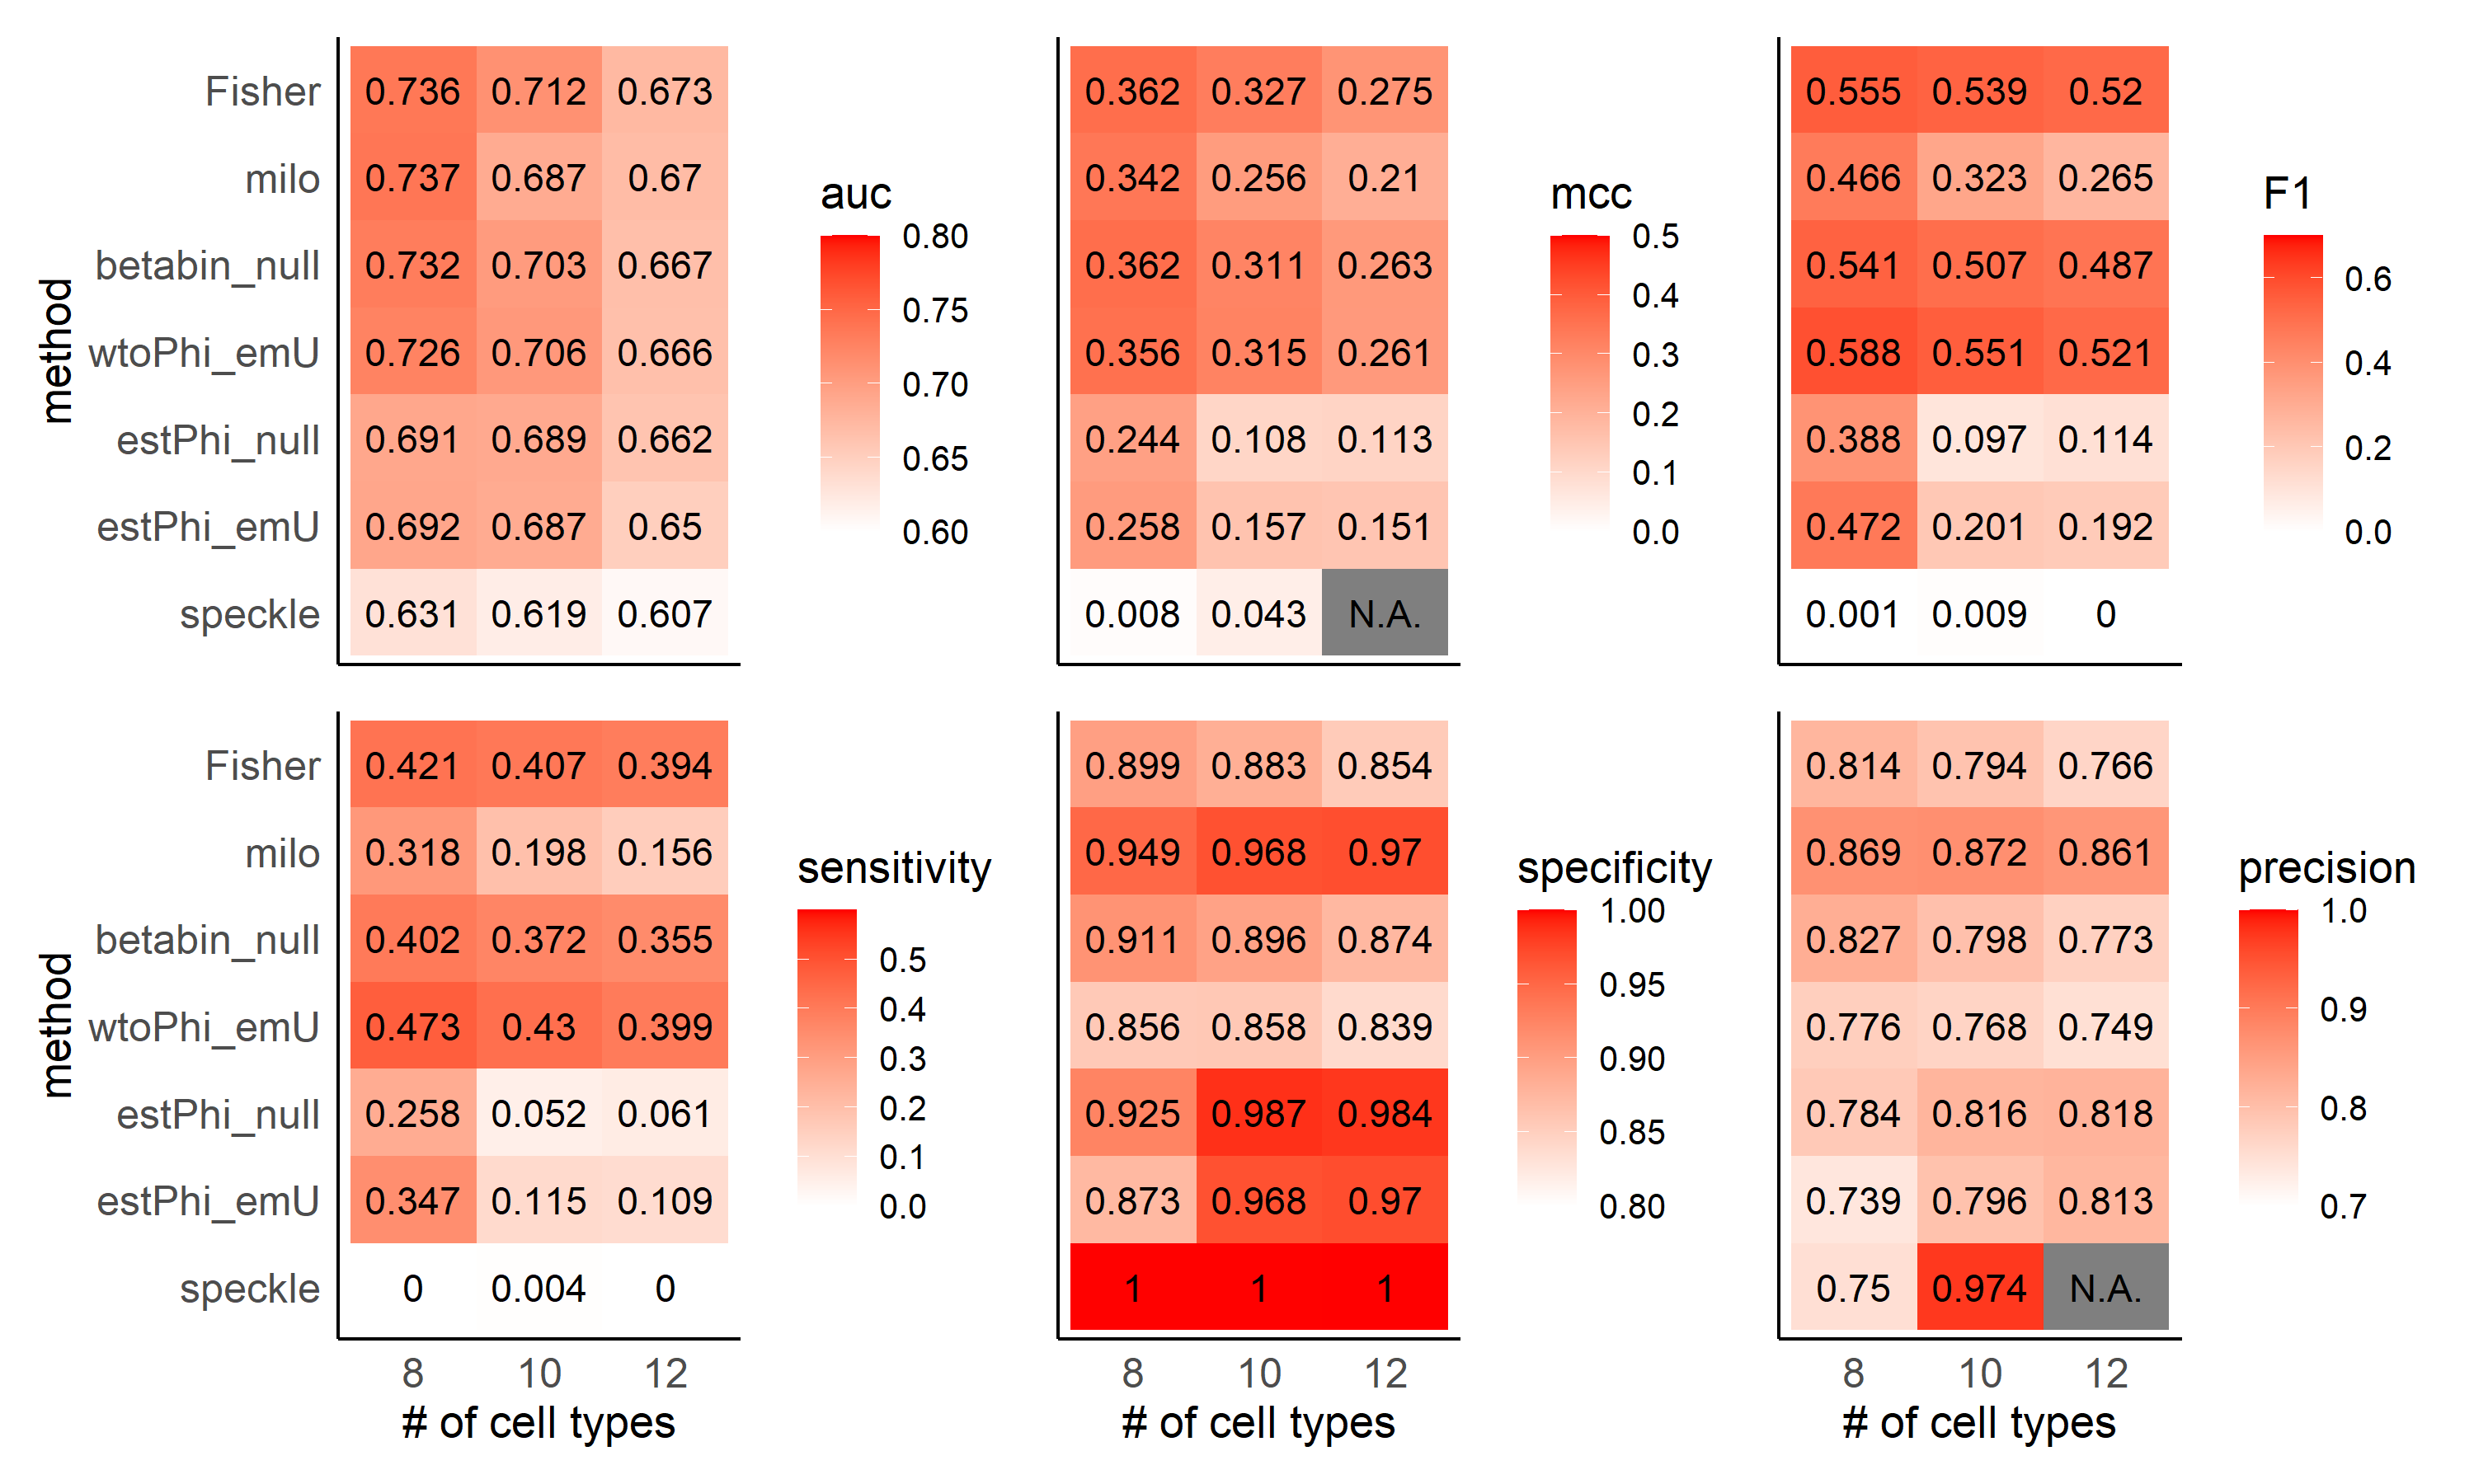 Fisher 0.736 0.712 0.673
milo 0.737 0.687 0.67
betabin_null 0.732 0.703 0.667
wtoPhi_emU 0.726 0.706 0.666
estPhi_null 0.691 0.689 0.662
estPhi_emU 0.692 0.687 0.65
speckle 0.631 0.619 0.607
method
auc
0.80
0.75
0.70
0.65
0.60
0.362 0.327 0.275
0.342 0.256 0.21
0.362 0.311 0.263
0.356 0.315 0.261
0.244 0.108 0.113
0.258 0.157 0.151
0.008 0.043 N.A.
mcc
0.5
0.4
0.3
0.2
0.1
0.0
0.555 0.539 0.52
0.466 0.323 0.265
0.541 0.507 0.487
0.588 0.551 0.521
0.388 0.097 0.114
0.472 0.201 0.192
0.001 0.009 0
F1
0.6
0.4
0.2
0.0
Fisher 0.421 0.407 0.394
milo 0.318 0.198 0.156
betabin_null 0.402 0.372 0.355
wtoPhi_emU 0.473 0.43 0.399
estPhi_null 0.258 0.052 0.061
estPhi_emU 0.347 0.115 0.109
speckle 0 0.004 0
method
8 10 12
# of cell types
sensitivity
0.5
0.4
0.3
0.2
0.1
0.0
0.899 0.883 0.854
0.949 0.968 0.97
0.911 0.896 0.874
0.856 0.858 0.839
0.925 0.987 0.984
0.873 0.968 0.97
1 1 1
8 10 12
# of cell types
specificity
1.00
0.95
0.90
0.85
0.80
0.814 0.794 0.766
0.869 0.872 0.861
0.827 0.798 0.773
0.776 0.768 0.749
0.784 0.816 0.818
0.739 0.796 0.813
0.75 0.974 N.A.
8 10 12
# of cell types
precision
1.0
0.9
0.8
0.7